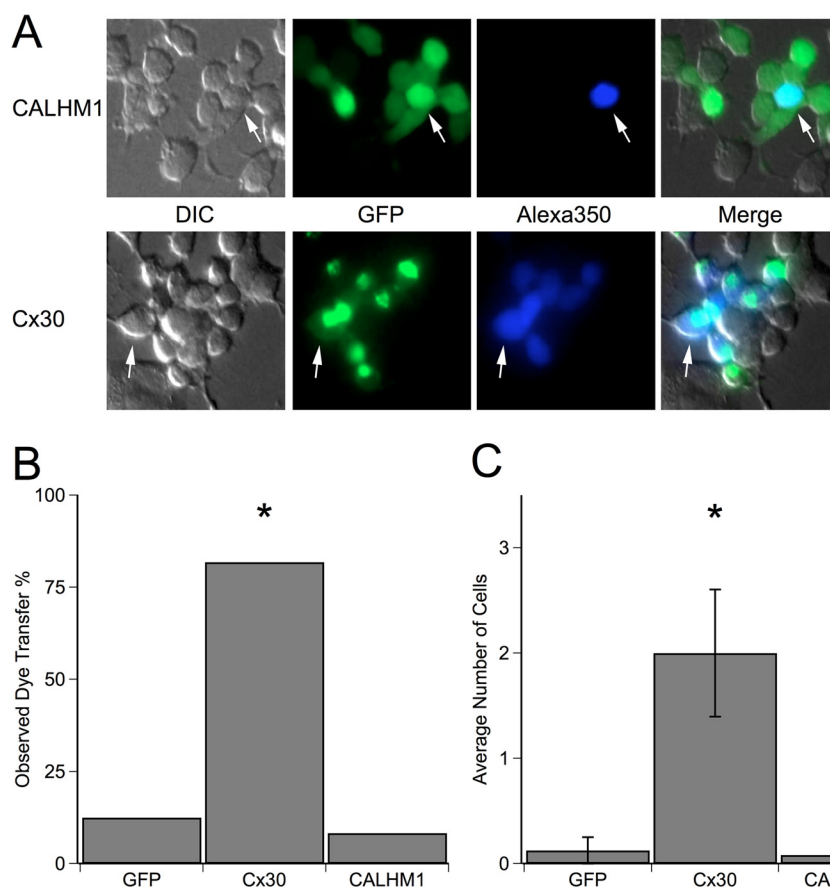 A
CALHM1
DIC GFP Alexa350 Merge
Cx30
B
C
Observed Dye Transfer %
100
75
50
25
0
*
GFP Cx30 CALHM1
Average Number of Cells
3
2
1
0
*
GFP Cx30 CA